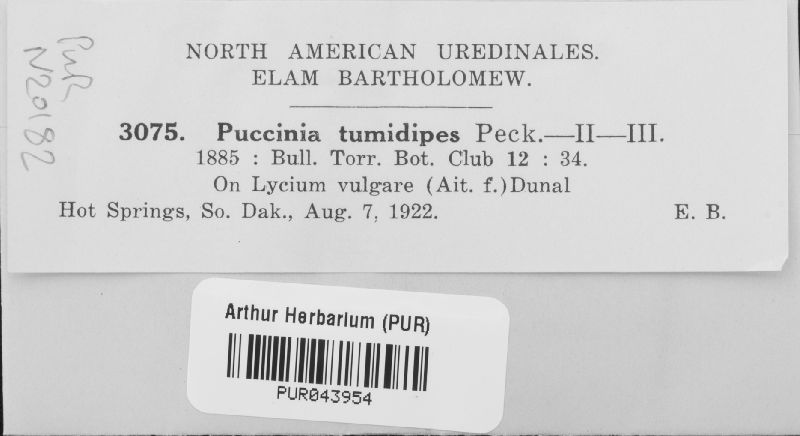 PUR
N20182
NORTH AMERICAN UREDINALES.
ELAM BARTHOLOMEW.
3075. Puccinia tumidipes Peck.—II—III.
1885 : Bull. Torr. Bot. Club 12 : 34.
On Lycium vulgare (Ait. f.)Dunal
Hot Springs, So. Dak., Aug. 7, 1922. E. B.
Arthur Herbarium (PUR)
PUR043954